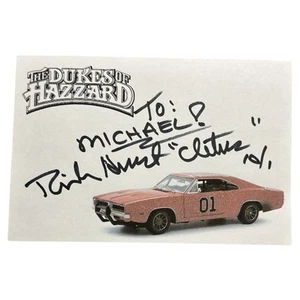 THE DUKES OF
HAZZARD
TO:
MICHAEL!
Rick Hurst "Cletus"
01